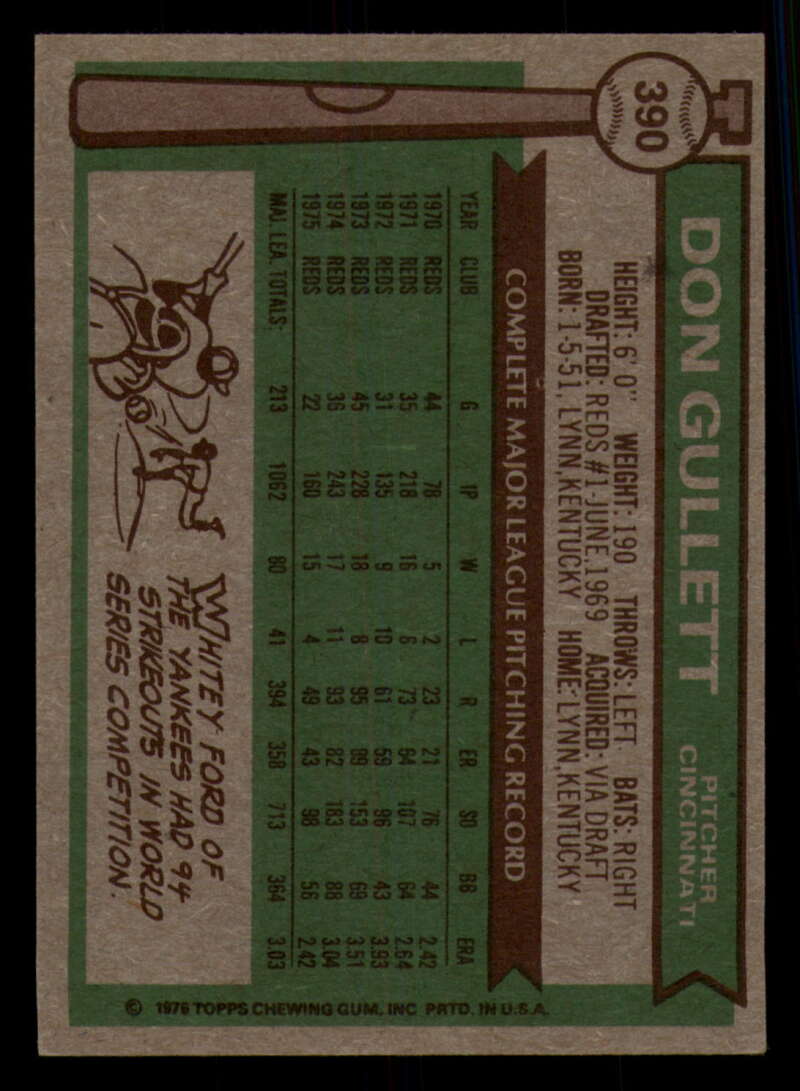 390
DON GULLETT
PITCHER
CINCINNATI
HEIGHT: 6'0" WEIGHT: 190 THROWS: LEFT BATS: RIGHT
DRAFTED: REDS #1-JUNE, 1969 ACQUIRED: VIA DRAFT
BORN: 1-5-51, LYNN, KENTUCKY HOME: LYNN, KENTUCKY
COMPLETE MAJOR LEAGUE PITCHING RECORD
YEAR CLUB G IP W L R ER SO BB ERA
1970 REDS 44 78 5 2 23 21 76 44 2.42
1971 REDS 35 218 16 6 73 64 107 64 2.64
1972 REDS 31 135 9 10 61 59 96 43 3.93
1973 REDS 45 228 18 8 95 89 153 69 3.51
1974 REDS 36 243 17 11 93 82 183 88 3.04
1975 REDS 22 160 15 4 49 43 98 56 2.42
MAJ. LEA. TOTALS: 213 1062 80 41 394 358 713 364 3.03
WHITEY FORD OF
THE YANKEES HAD 94
STRIKEOUTS IN WORLD
SERIES COMPETITION.
© 1976 TOPPS CHEWING GUM, INC PRTD. IN U.S.A.